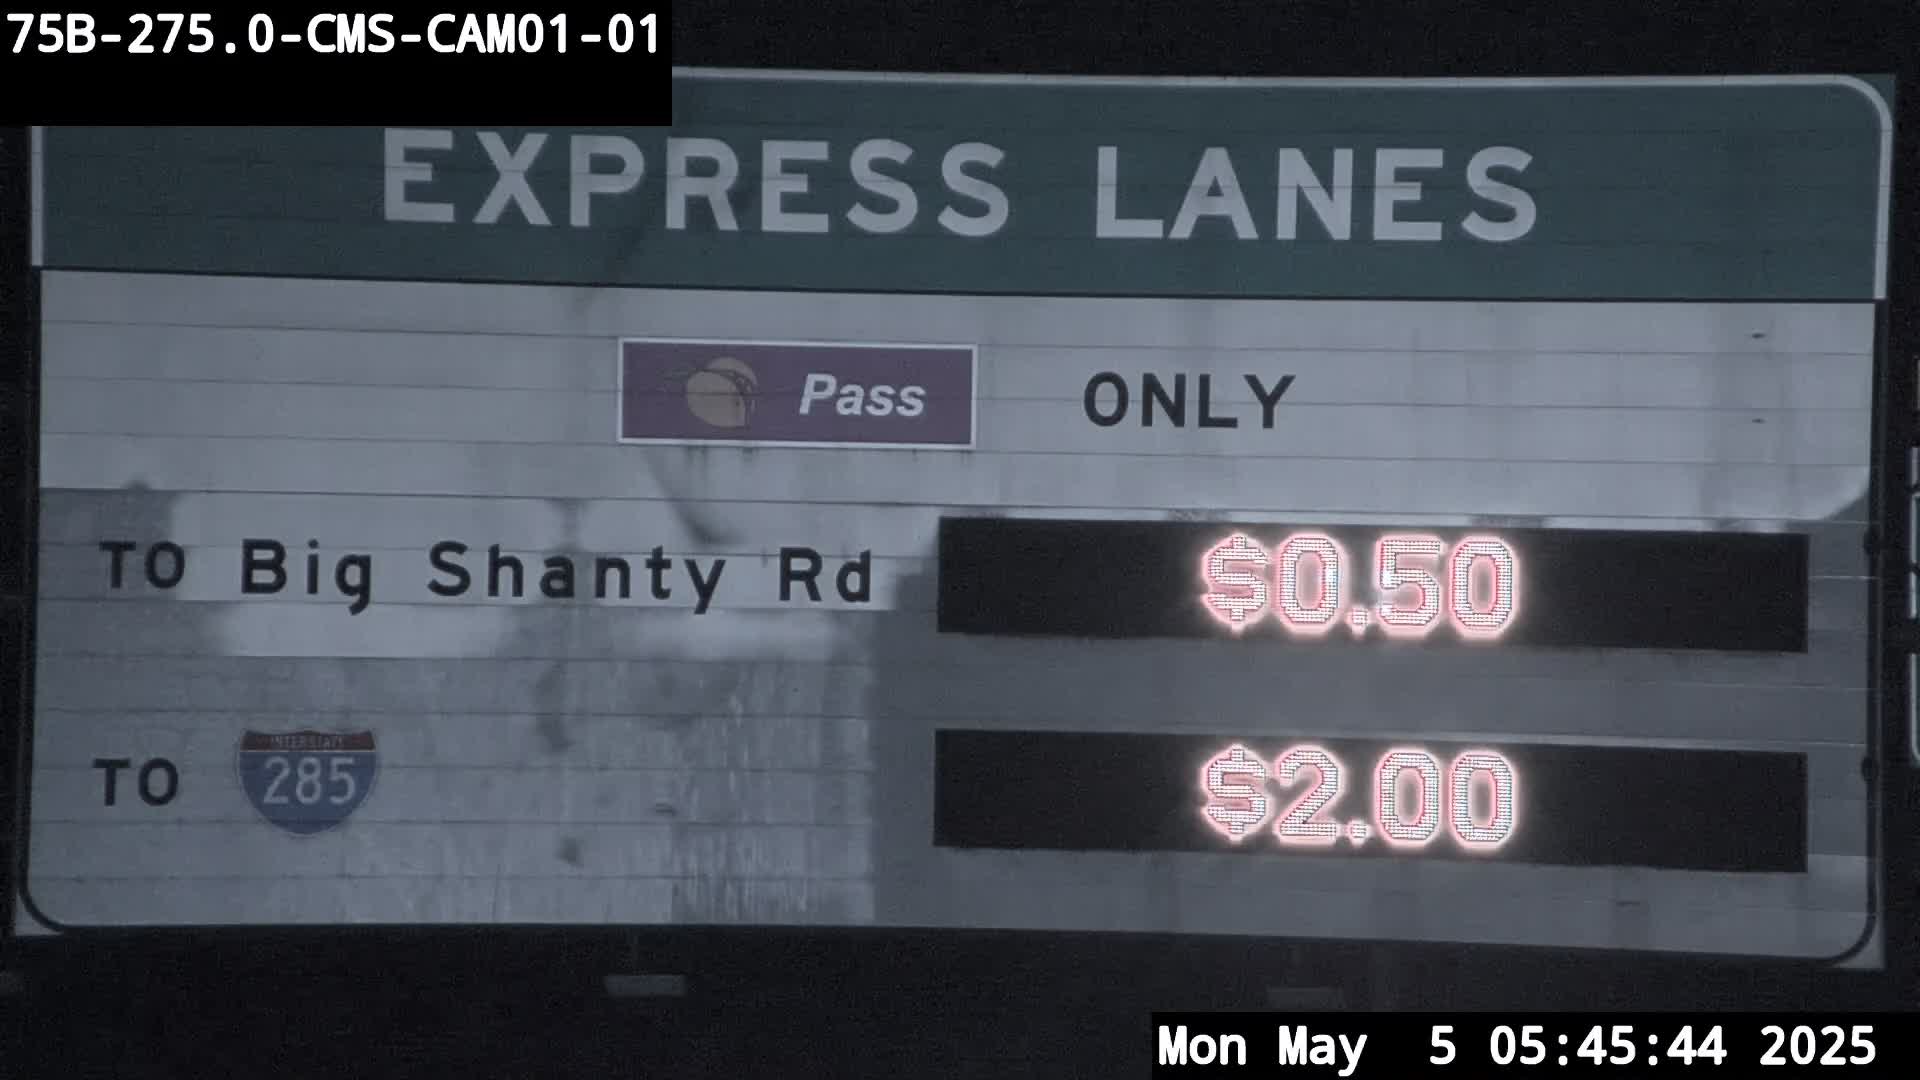 75B-275.0-CMS-CAM01-01
EXPRESS LANES
Pass ONLY
TO Big Shanty Rd $0.50
TO INTERSTATE 285 $2.00
Mon May 5 05:45:44 2025